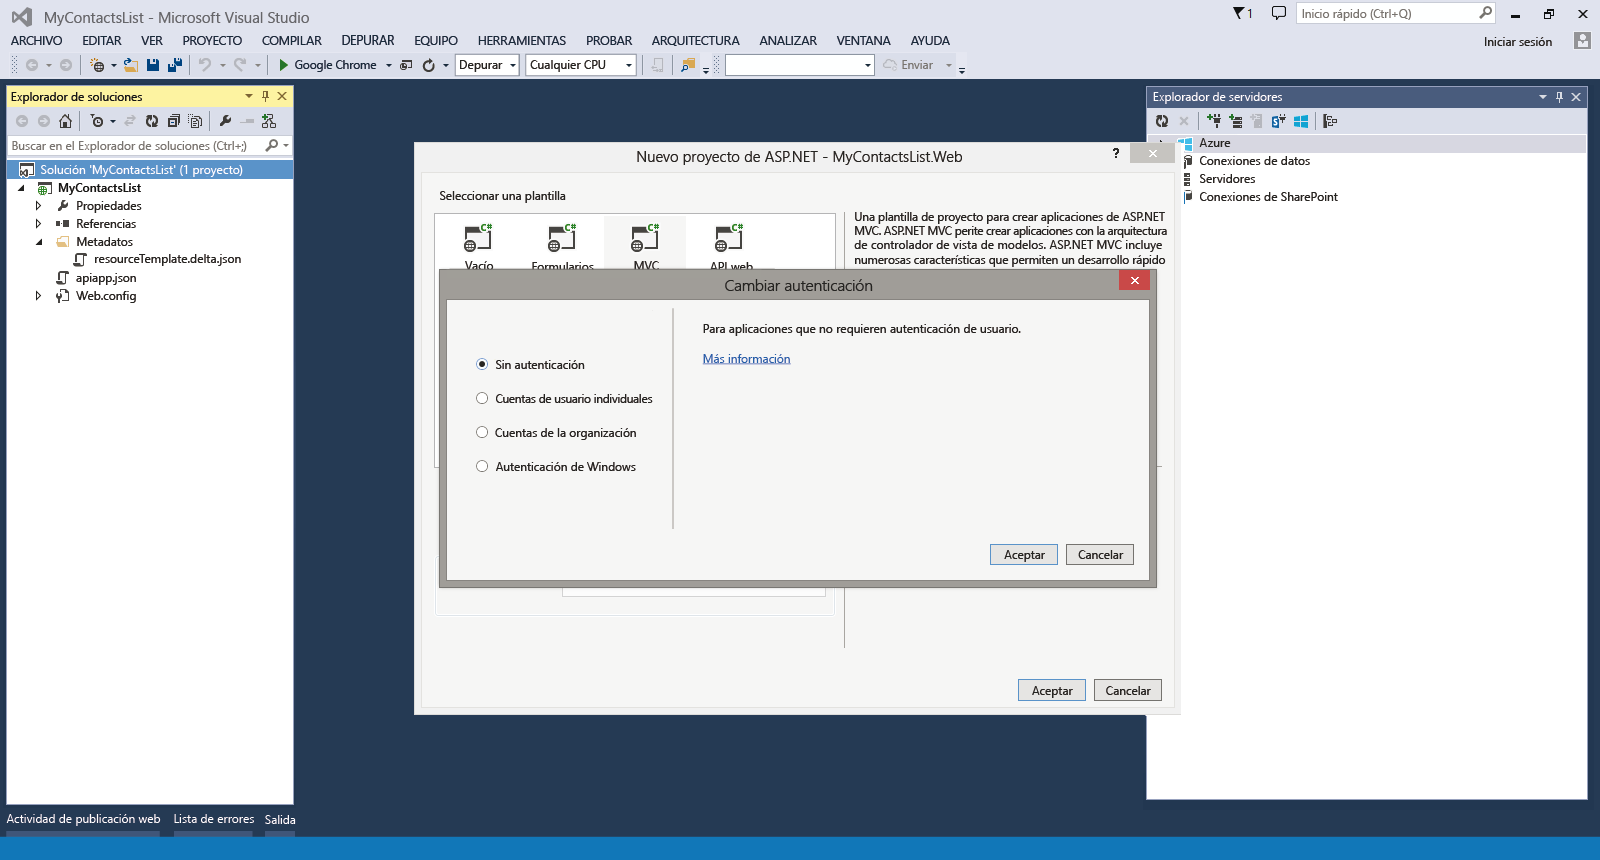 MyContactsList - Microsoft Visual Studio
1
Inicio rápido (Ctrl+Q)
ARCHIVO EDITAR VER PROYECTO COMPILAR DEPURAR EQUIPO HERRAMIENTAS PROBAR ARQUITECTURA ANALIZAR VENTANA AYUDA
Iniciar sesión
Google Chrome Depurar Cualquier CPU Enviar
Explorador de soluciones
Buscar en el Explorador de soluciones (Ctrl+;)
Solución 'MyContactsList' (1 proyecto)
MyContactsList
Propiedades
Referencias
Metadatos
resourceTemplate.delta.json
apiapp.json
Web.config
Nuevo proyecto de ASP.NET - MyContactsList.Web
?
Seleccionar una plantilla
Vacío Formularios MVC API web
Una plantilla de proyecto para crear aplicaciones de ASP.NET
MVC. ASP.NET MVC perite crear aplicaciones con la arquitectura
de controlador de vista de modelos. ASP.NET MVC incluye
numerosas características que permiten un desarrollo rápido
Cambiar autenticación
Sin autenticación
Cuentas de usuario individuales
Cuentas de la organización
Autenticación de Windows
Para aplicaciones que no requieren autenticación de usuario.
Más información
Aceptar Cancelar
Aceptar Cancelar
Explorador de servidores
Azure
Conexiones de datos
Servidores
Conexiones de SharePoint
Actividad de publicación web Lista de errores Salida